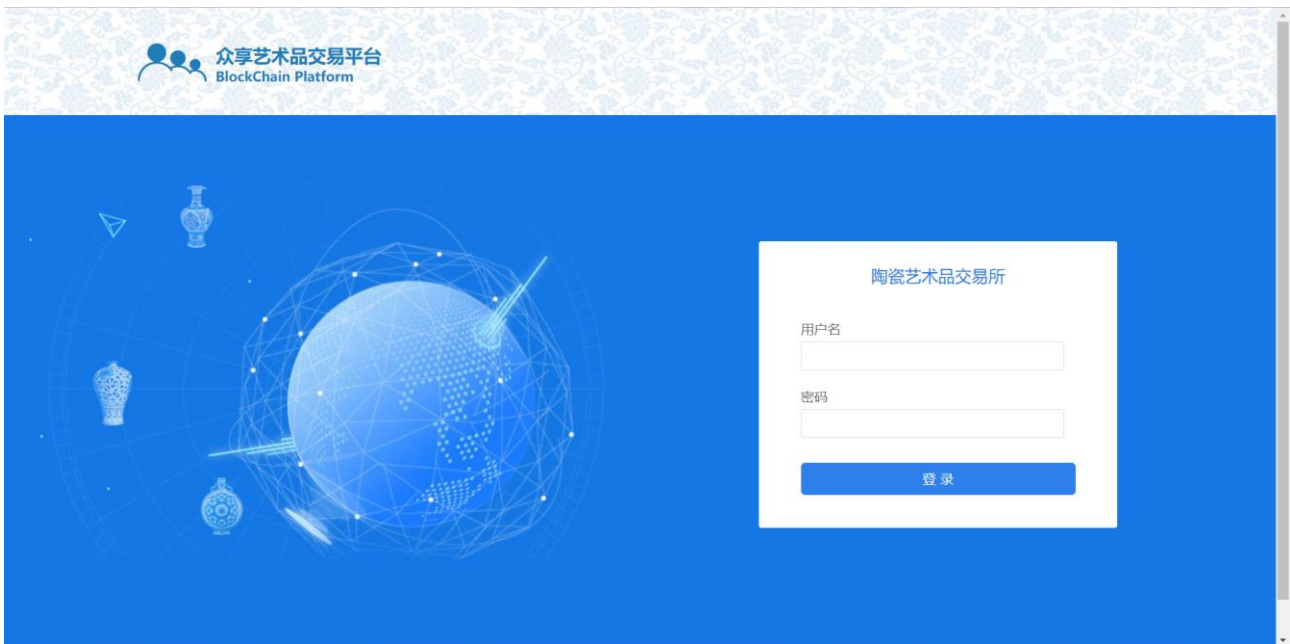 众享艺术品交易平台
BlockChain Platform
陶瓷艺术品交易所
用户名
密码
登 录